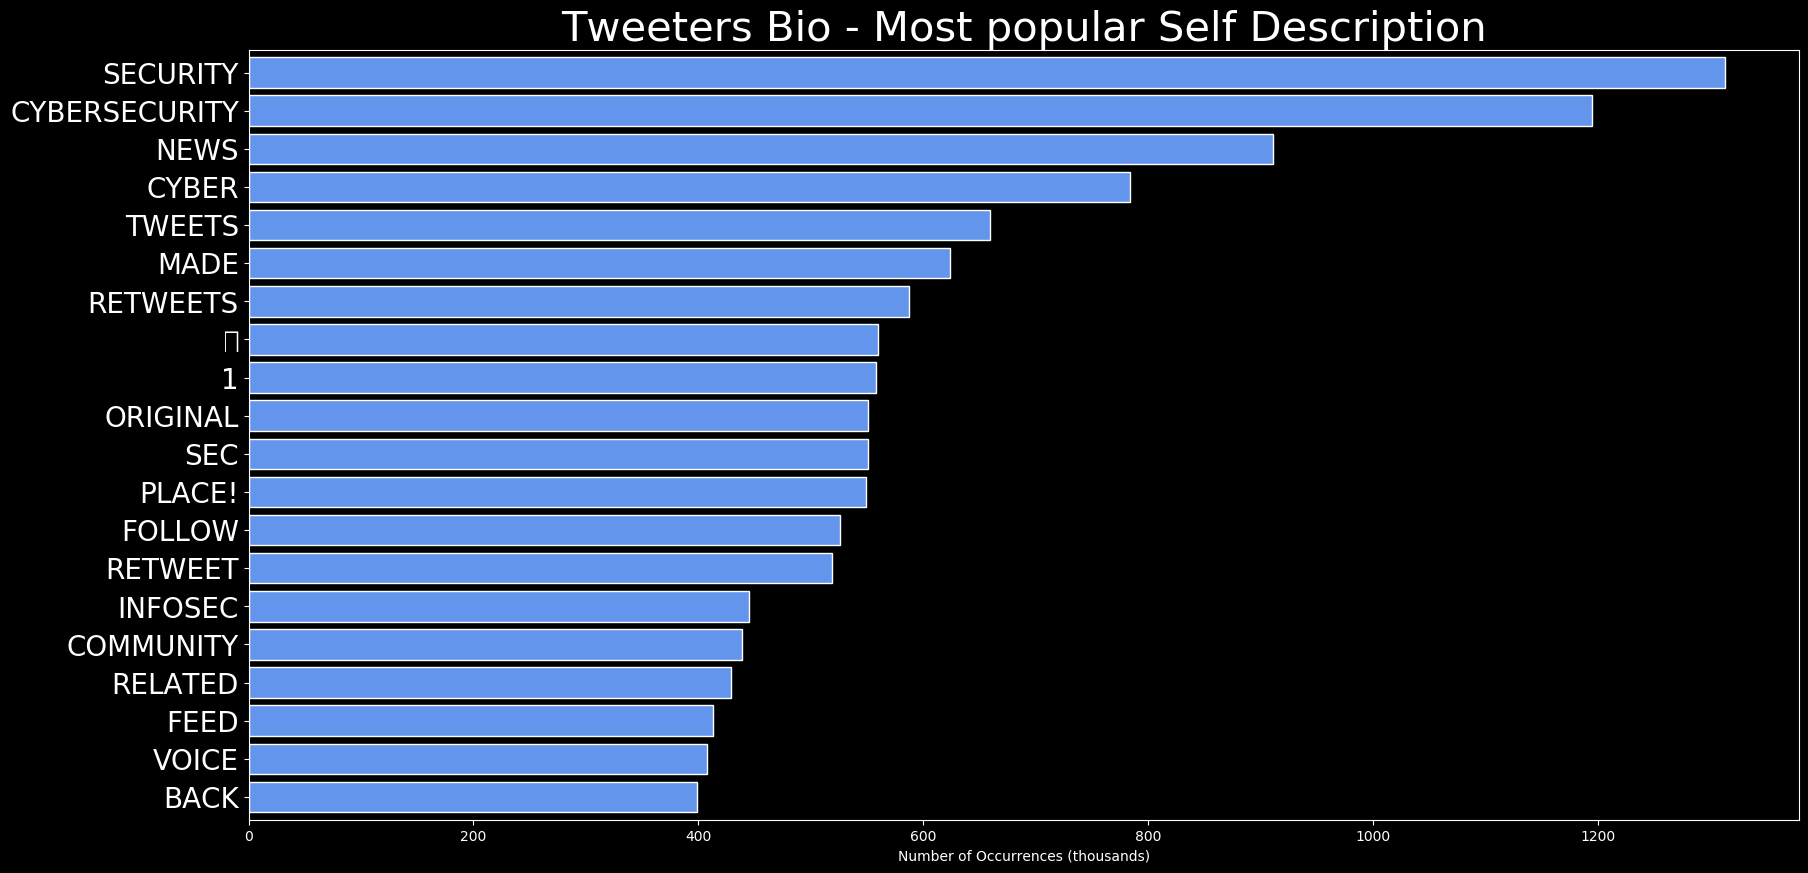 Tweeters Bio - Most popular Self Description
SECURITY
CYBERSECURITY
NEWS
CYBER
TWEETS
MADE
RETWEETS
1
ORIGINAL
SEC
PLACE!
FOLLOW
RETWEET
INFOSEC
COMMUNITY
RELATED
FEED
VOICE
BACK
0 200 400 600 800 1000 1200
Number of Occurrences (thousands)